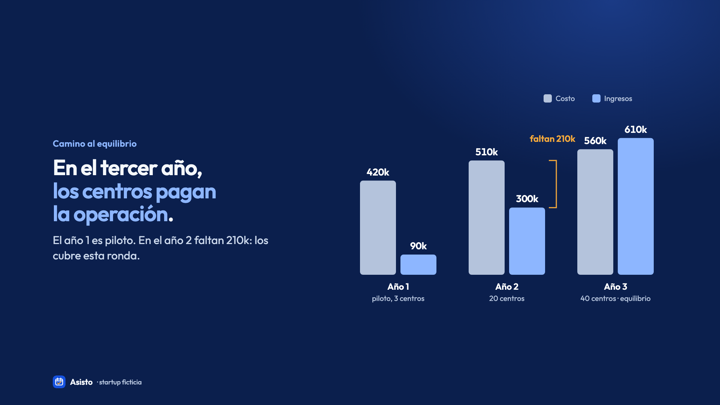 Camino al equilibrio
En el tercer año,
los centros pagan
la operación.
El año 1 es piloto. En el año 2 faltan 210k: los
cubre esta ronda.
Costo
Ingresos
420k
90k
Año 1
piloto, 3 centros
510k
300k
faltan 210k
Año 2
20 centros
560k
610k
Año 3
40 centros · equilibrio
Asisto · startup ficticia